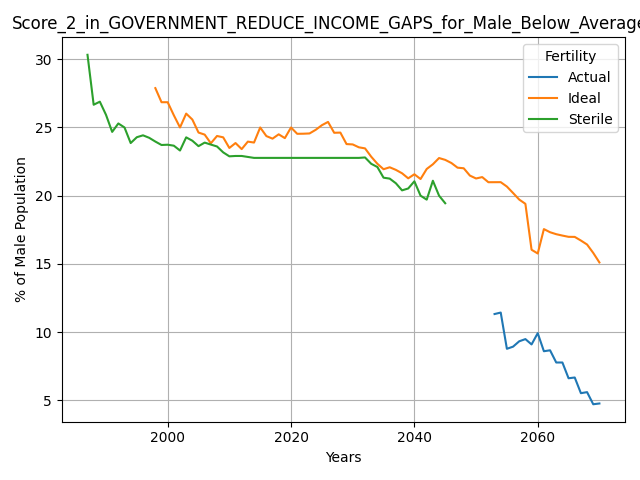 Score_2_in_GOVERNMENT_REDUCE_INCOME_GAPS_for_Male_Below_Average
Fertility
Actual
Ideal
Sterile
% of Male Population
30
25
20
15
10
5
2000 2020 2040 2060
Years